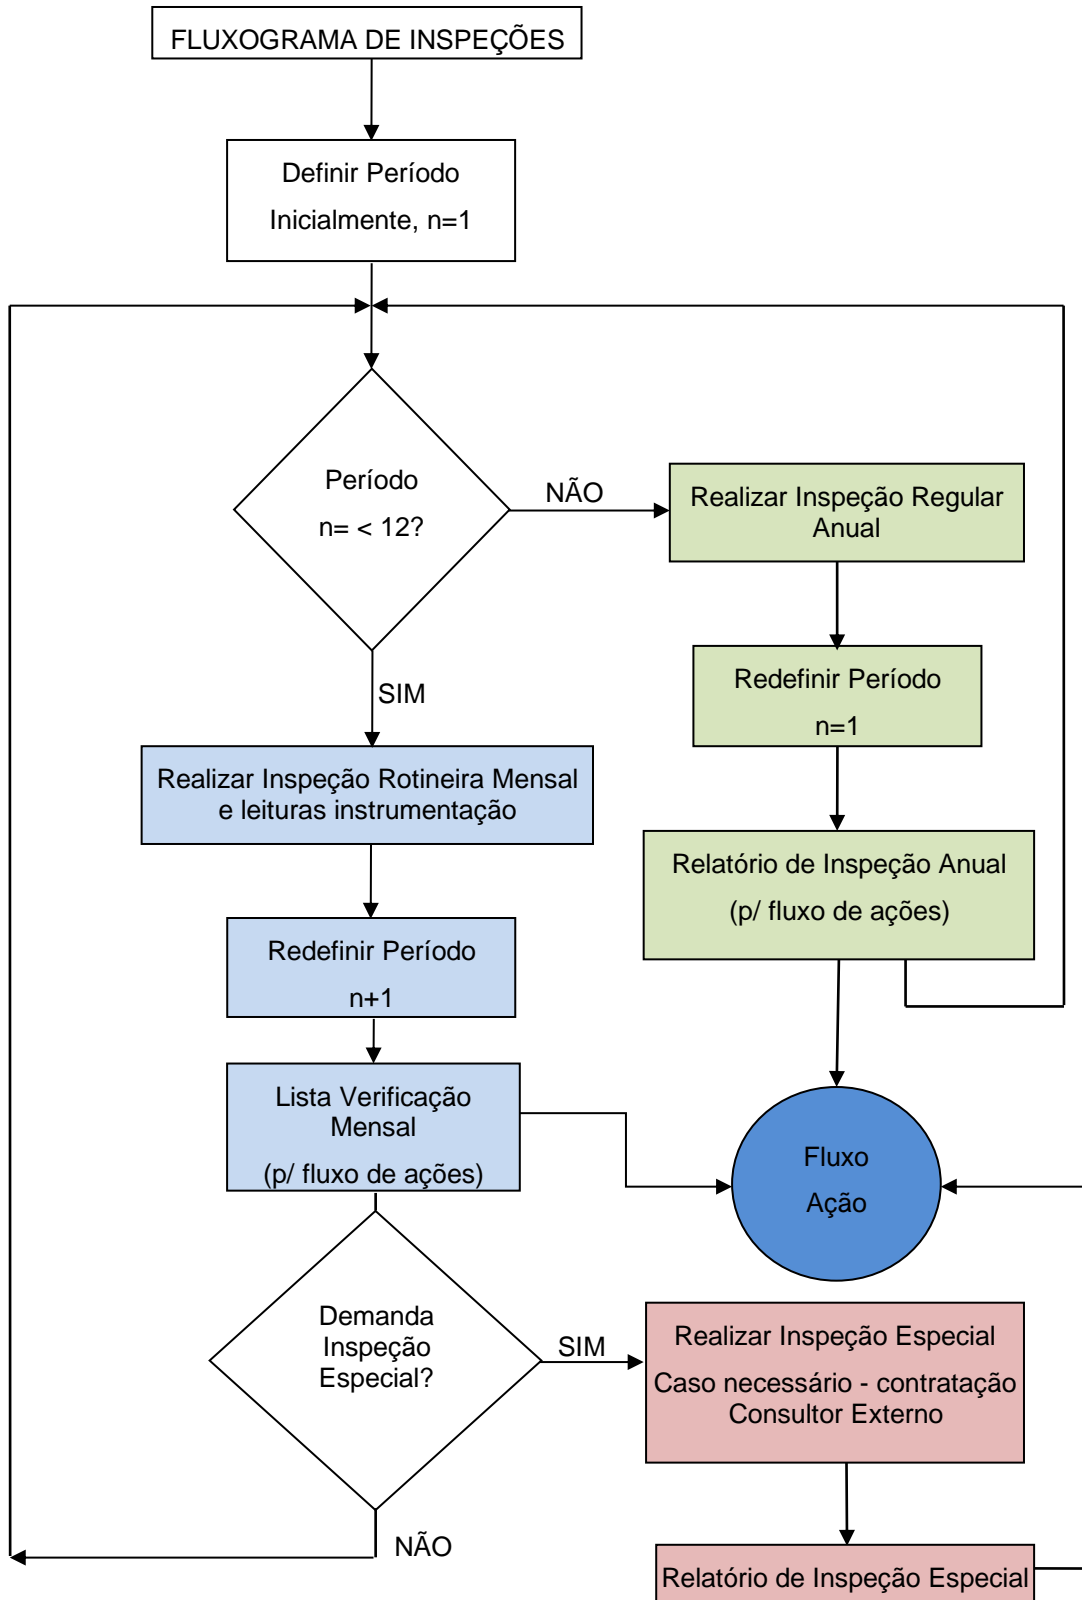 FLUXOGRAMA DE INSPEÇÕES
Definir Período
Inicialmente, n=1
Período
n= < 12?
NÃO
Realizar Inspeção Regular
Anual
SIM
Redefinir Período
n=1
Realizar Inspeção Rotineira Mensal
e leituras instrumentação
Relatório de Inspeção Anual
(p/ fluxo de ações)
Redefinir Período
n+1
Lista Verificação
Mensal
(p/ fluxo de ações)
Fluxo
Ação
Demanda
Inspeção
Especial?
SIM
Realizar Inspeção Especial
Caso necessário - contratação
Consultor Externo
NÃO
Relatório de Inspeção Especial